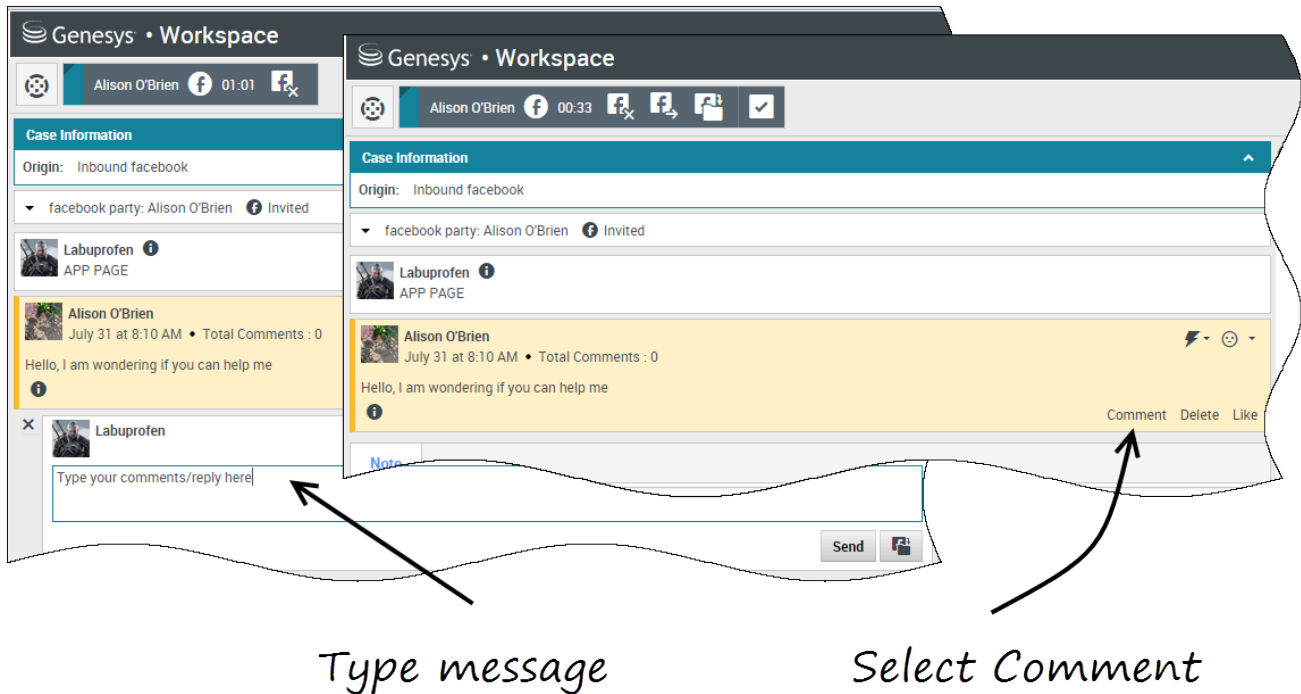 Genesys • Workspace
Alison O'Brien 01:01
Case Information
Origin: Inbound facebook
facebook party: Alison O'Brien Invited
Labuprofen
APP PAGE
Alison O'Brien
July 31 at 8:10 AM • Total Comments : 0
Hello, I am wondering if you can help me
Labuprofen
Type your comments/reply here
Send
Genesys • Workspace
Alison O'Brien 00:33
Case Information
Origin: Inbound facebook
facebook party: Alison O'Brien Invited
Labuprofen
APP PAGE
Alison O'Brien
July 31 at 8:10 AM • Total Comments : 0
Hello, I am wondering if you can help me
Comment Delete Like
Note
Type message
Select Comment